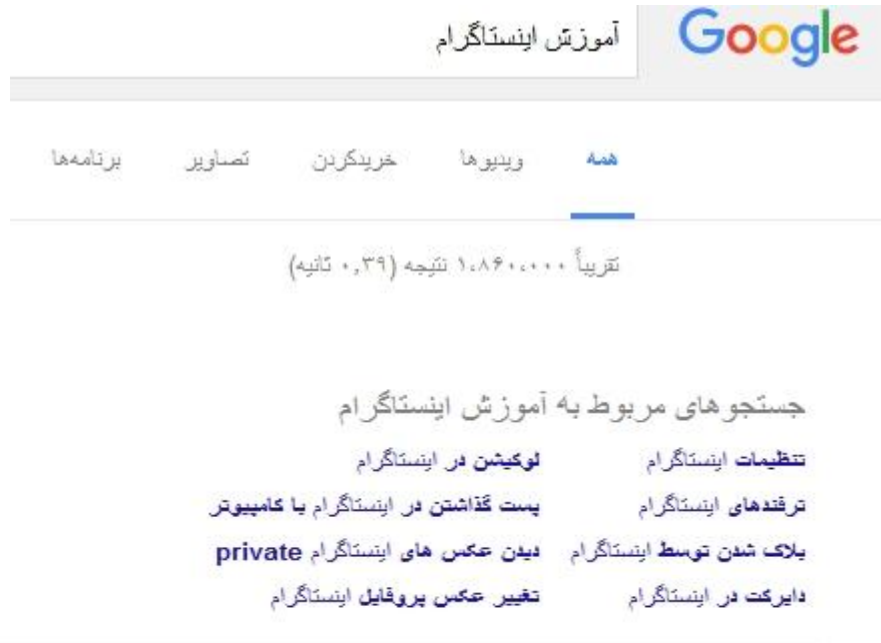 Google
آموزش اینستاگرام
همه ویدیوها خریدکردن تصاویر برنامه‌ها
تقریباً ۱،۸۶۰،۰۰۰ نتیجه (۰,۳۹ ثانیه)
جستجوهای مربوط به آموزش اینستاگرام
تنظیمات اینستاگرام لوکیشن در اینستاگرام
ترفندهای اینستاگرام پست گذاشتن در اینستاگرام با کامپیوتر
بلاک شدن توسط اینستاگرام دیدن عکس های اینستاگرام private
دایرکت در اینستاگرام تغییر عکس پروفایل اینستاگرام